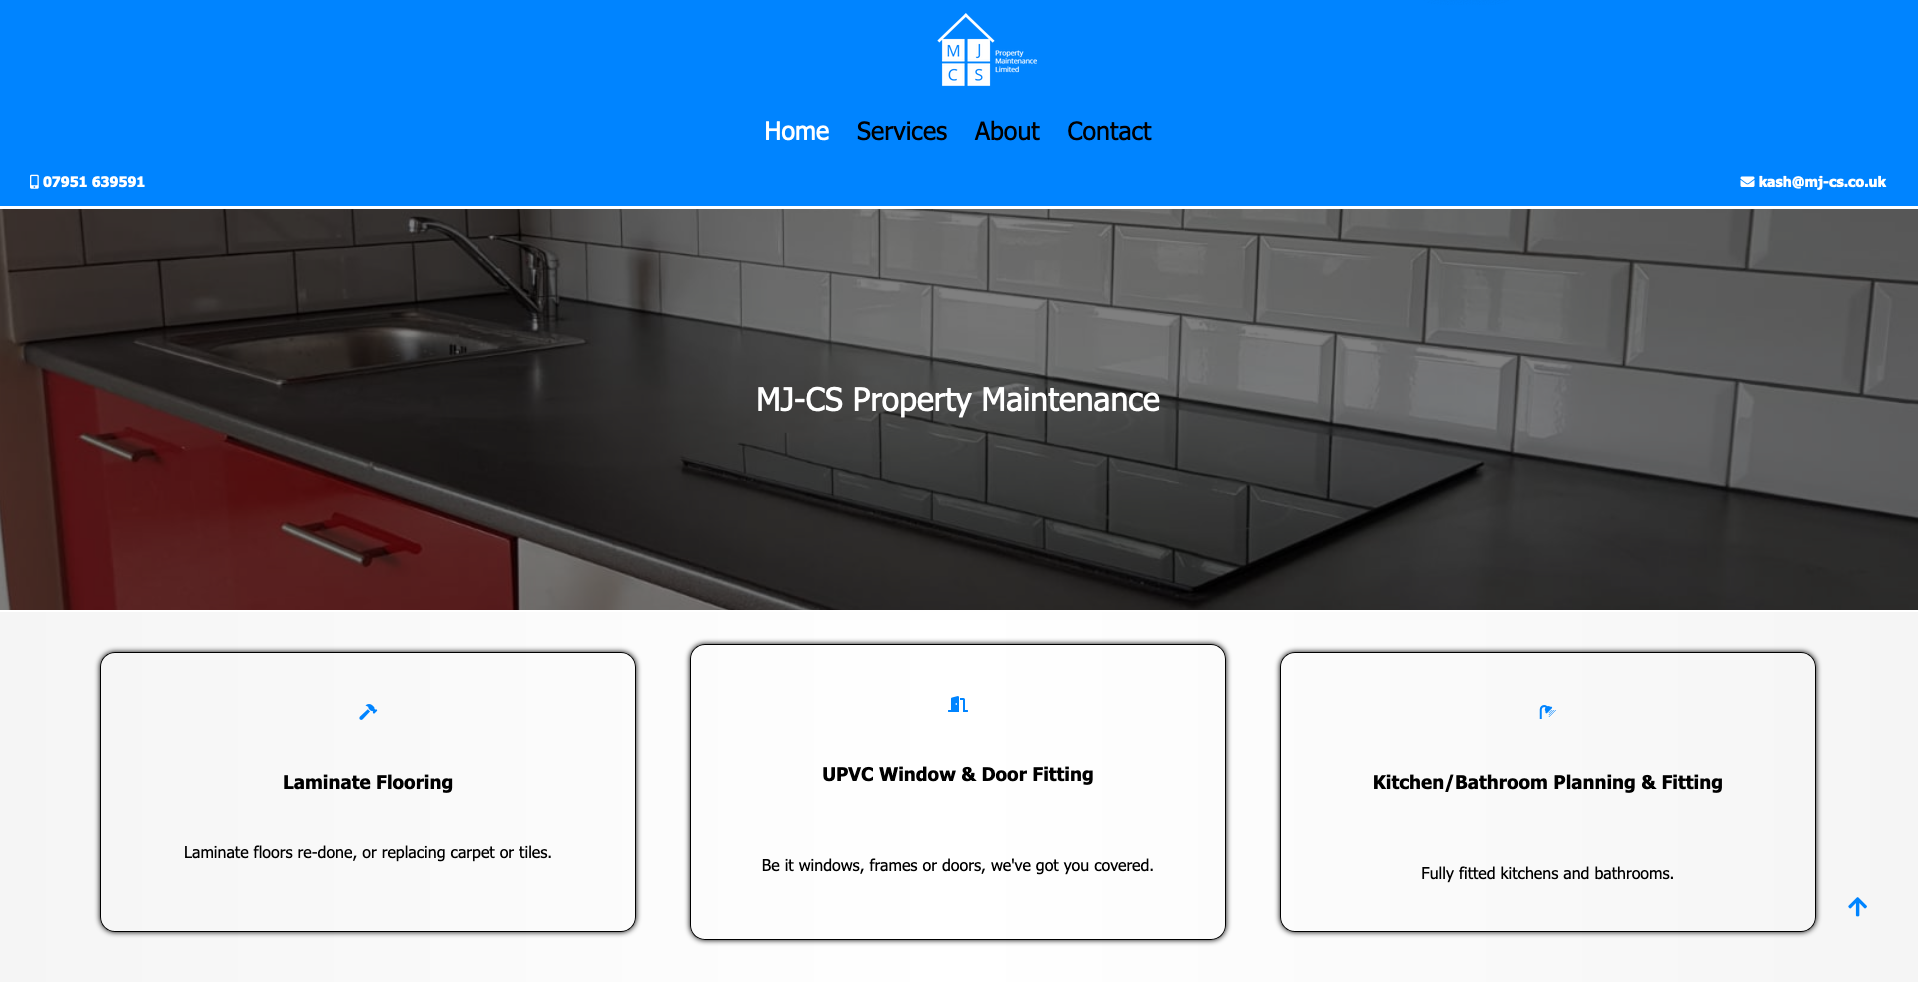 M J
C S
Property
Maintenance
Limited
Home Services About Contact
07951 639591
kash@mj-cs.co.uk
MJ-CS Property Maintenance
Laminate Flooring
Laminate floors re-done, or replacing carpet or tiles.
UPVC Window & Door Fitting
Be it windows, frames or doors, we've got you covered.
Kitchen/Bathroom Planning & Fitting
Fully fitted kitchens and bathrooms.